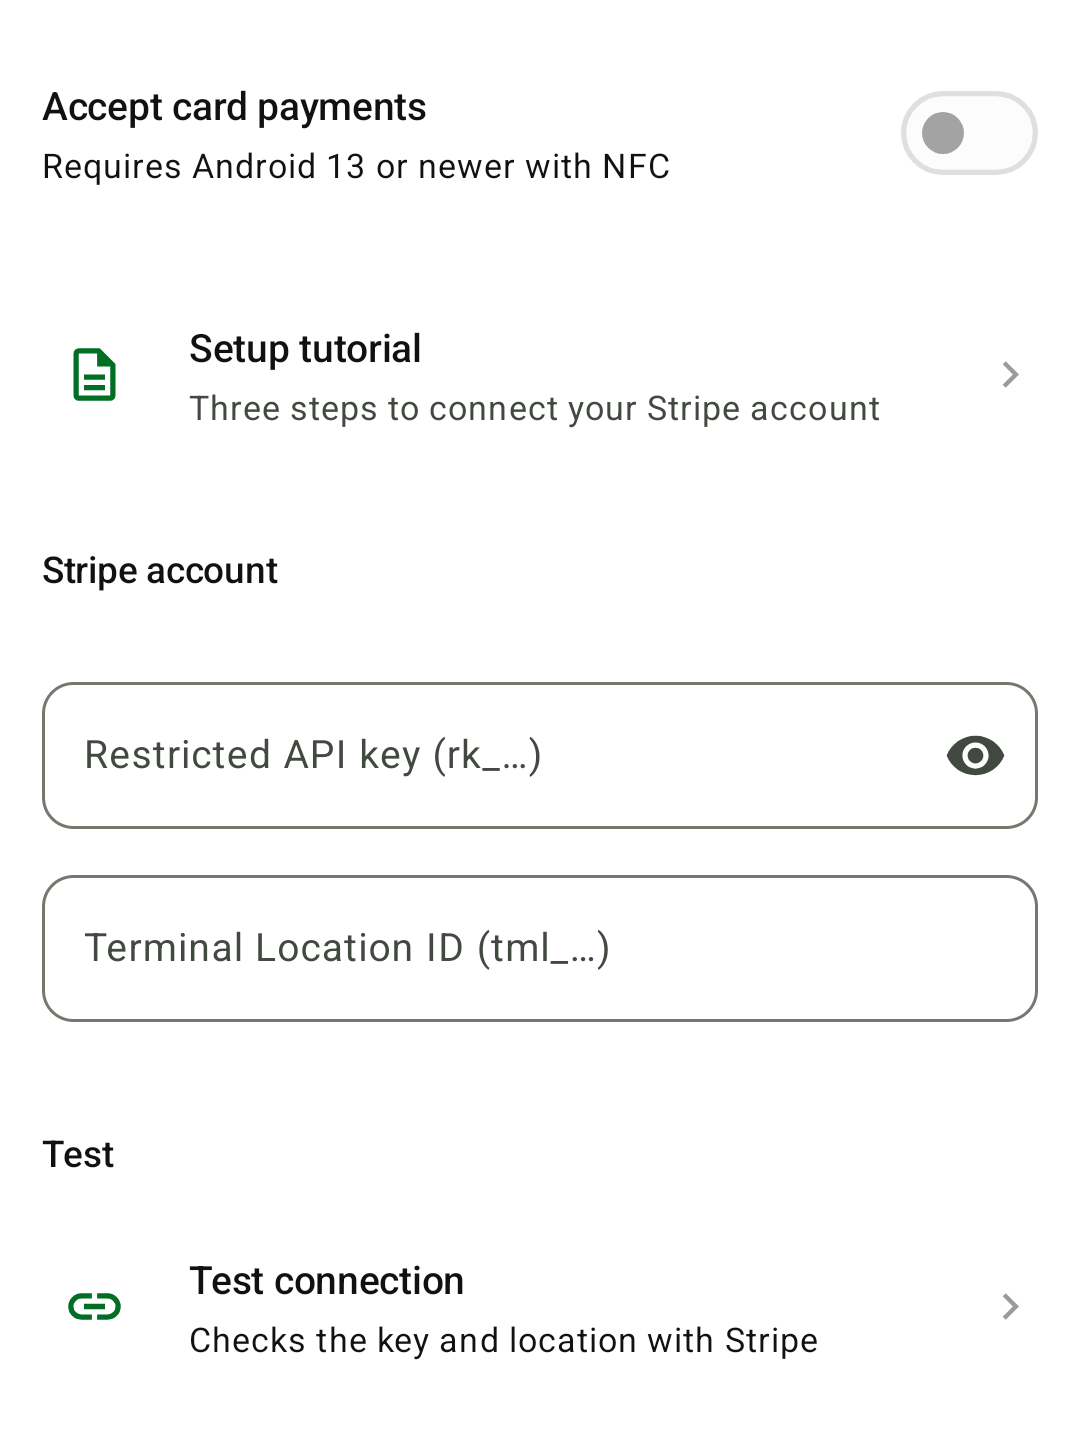 Accept card payments
Requires Android 13 or newer with NFC
Setup tutorial
Three steps to connect your Stripe account
Stripe account
Restricted API key (rk_…)
Terminal Location ID (tml_…)
Test
Test connection
Checks the key and location with Stripe